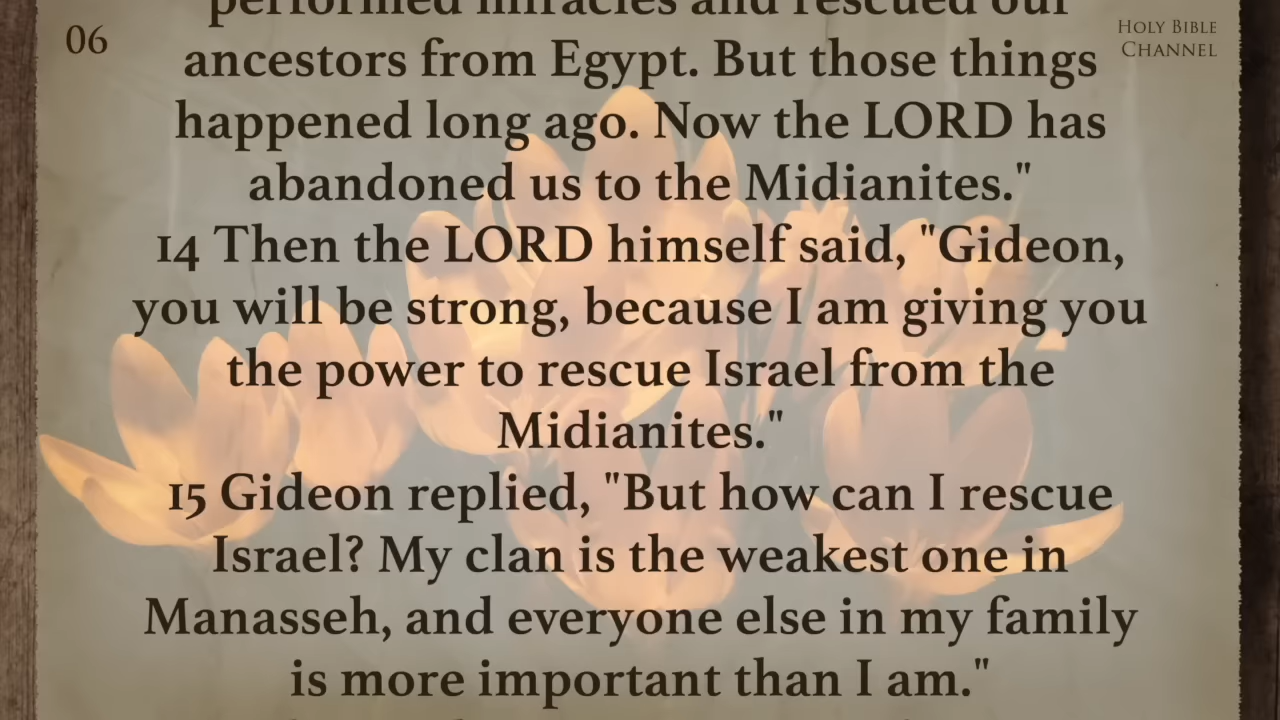 performed miracles and rescued our
06
HOLY BIBLE
CHANNEL
ancestors from Egypt. But those things
happened long ago. Now the LORD has
abandoned us to the Midianites."
14 Then the LORD himself said, "Gideon,
you will be strong, because I am giving you
the power to rescue Israel from the
Midianites."
15 Gideon replied, "But how can I rescue
Israel? My clan is the weakest one in
Manasseh, and everyone else in my family
is more important than I am."